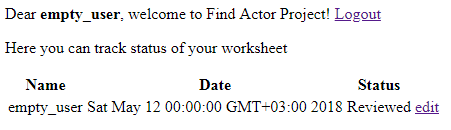 Dear empty_user, welcome to Find Actor Project! Logout
Here you can track status of your worksheet
Name Date Status
empty_user Sat May 12 00:00:00 GMT+03:00 2018 Reviewed edit